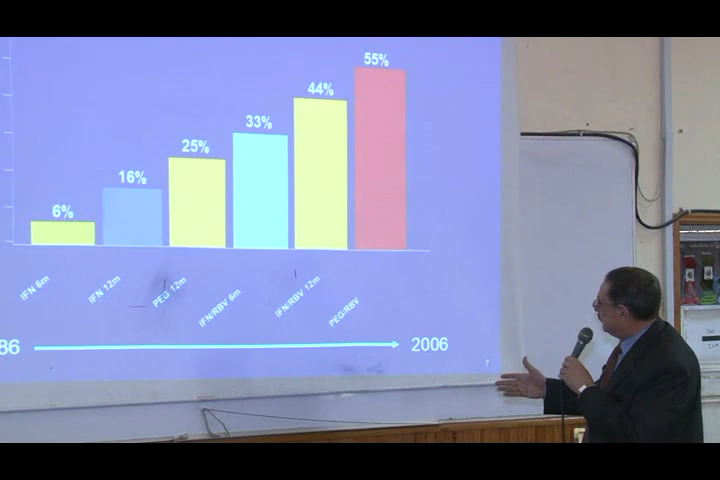 55%
44%
33%
25%
16%
6%
IFN 6m
IFN 12m
PEG 12m
IFN/RBV 6m
IFN/RBV 12m
PEG/RBV
86
2006
7